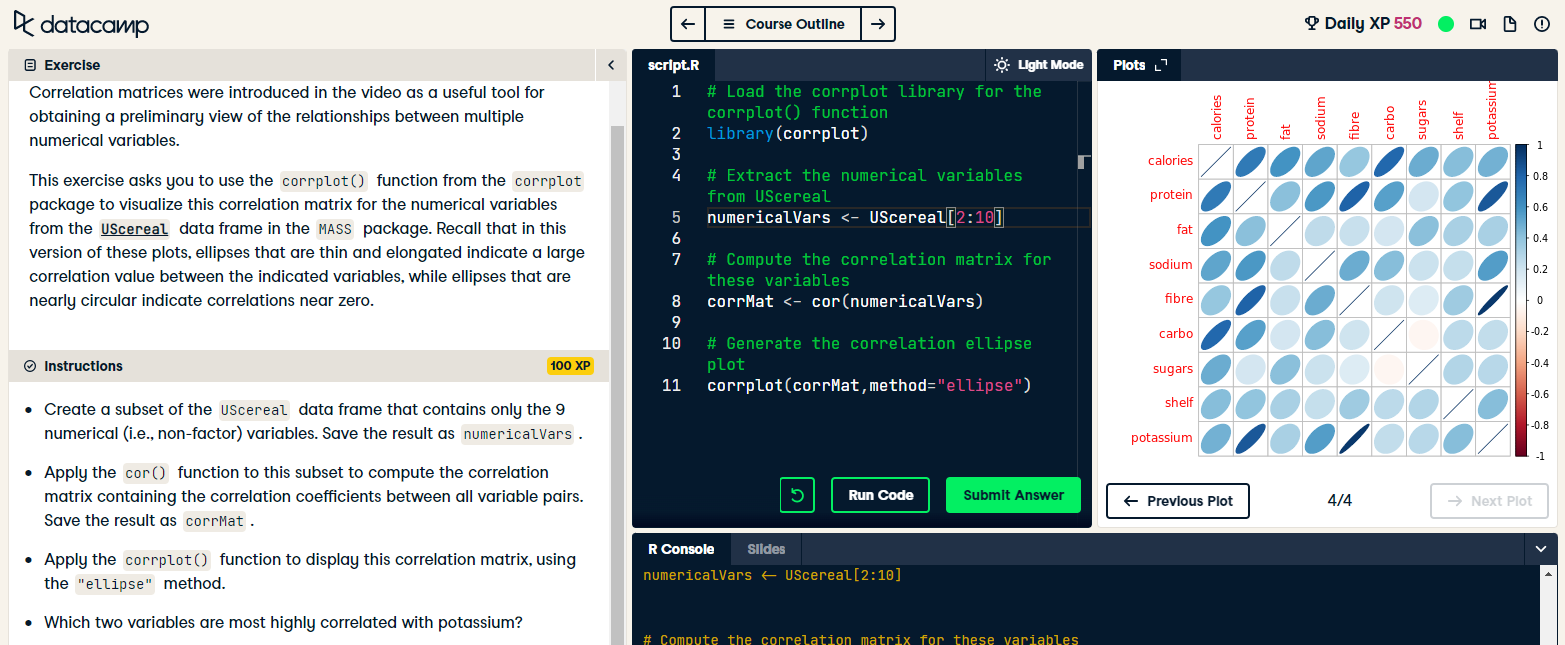 datacamp
Course Outline
Daily XP 550
Exercise
Correlation matrices were introduced in the video as a useful tool for
obtaining a preliminary view of the relationships between multiple
numerical variables.
This exercise asks you to use the corrplot() function from the corrplot
package to visualize this correlation matrix for the numerical variables
from the UScereal data frame in the MASS package. Recall that in this
version of these plots, ellipses that are thin and elongated indicate a large
correlation value between the indicated variables, while ellipses that are
nearly circular indicate correlations near zero.
Instructions
100 XP
• Create a subset of the UScereal data frame that contains only the 9
numerical (i.e., non-factor) variables. Save the result as numericalVars .
• Apply the cor() function to this subset to compute the correlation
matrix containing the correlation coefficients between all variable pairs.
Save the result as corrMat .
• Apply the corrplot() function to display this correlation matrix, using
the "ellipse" method.
• Which two variables are most highly correlated with potassium?
script.R
Light Mode
1 # Load the corrplot library for the
corrplot() function
2 library(corrplot)
3
4 # Extract the numerical variables
from UScereal
5 numericalVars <- UScereal[2:10]
6
7 # Compute the correlation matrix for
these variables
8 corrMat <- cor(numericalVars)
9
10 # Generate the correlation ellipse
plot
11 corrplot(corrMat,method="ellipse")
Run Code
Submit Answer
Plots
calories
protein
fat
sodium
fibre
carbo
sugars
shelf
potassium
calories
protein
fat
sodium
fibre
carbo
sugars
shelf
potassium
1
0.8
0.6
0.4
0.2
0
-0.2
-0.4
-0.6
-0.8
-1
Previous Plot
4/4
Next Plot
R Console
Slides
numericalVars <- UScereal[2:10]
# Compute the correlation matrix for these variables